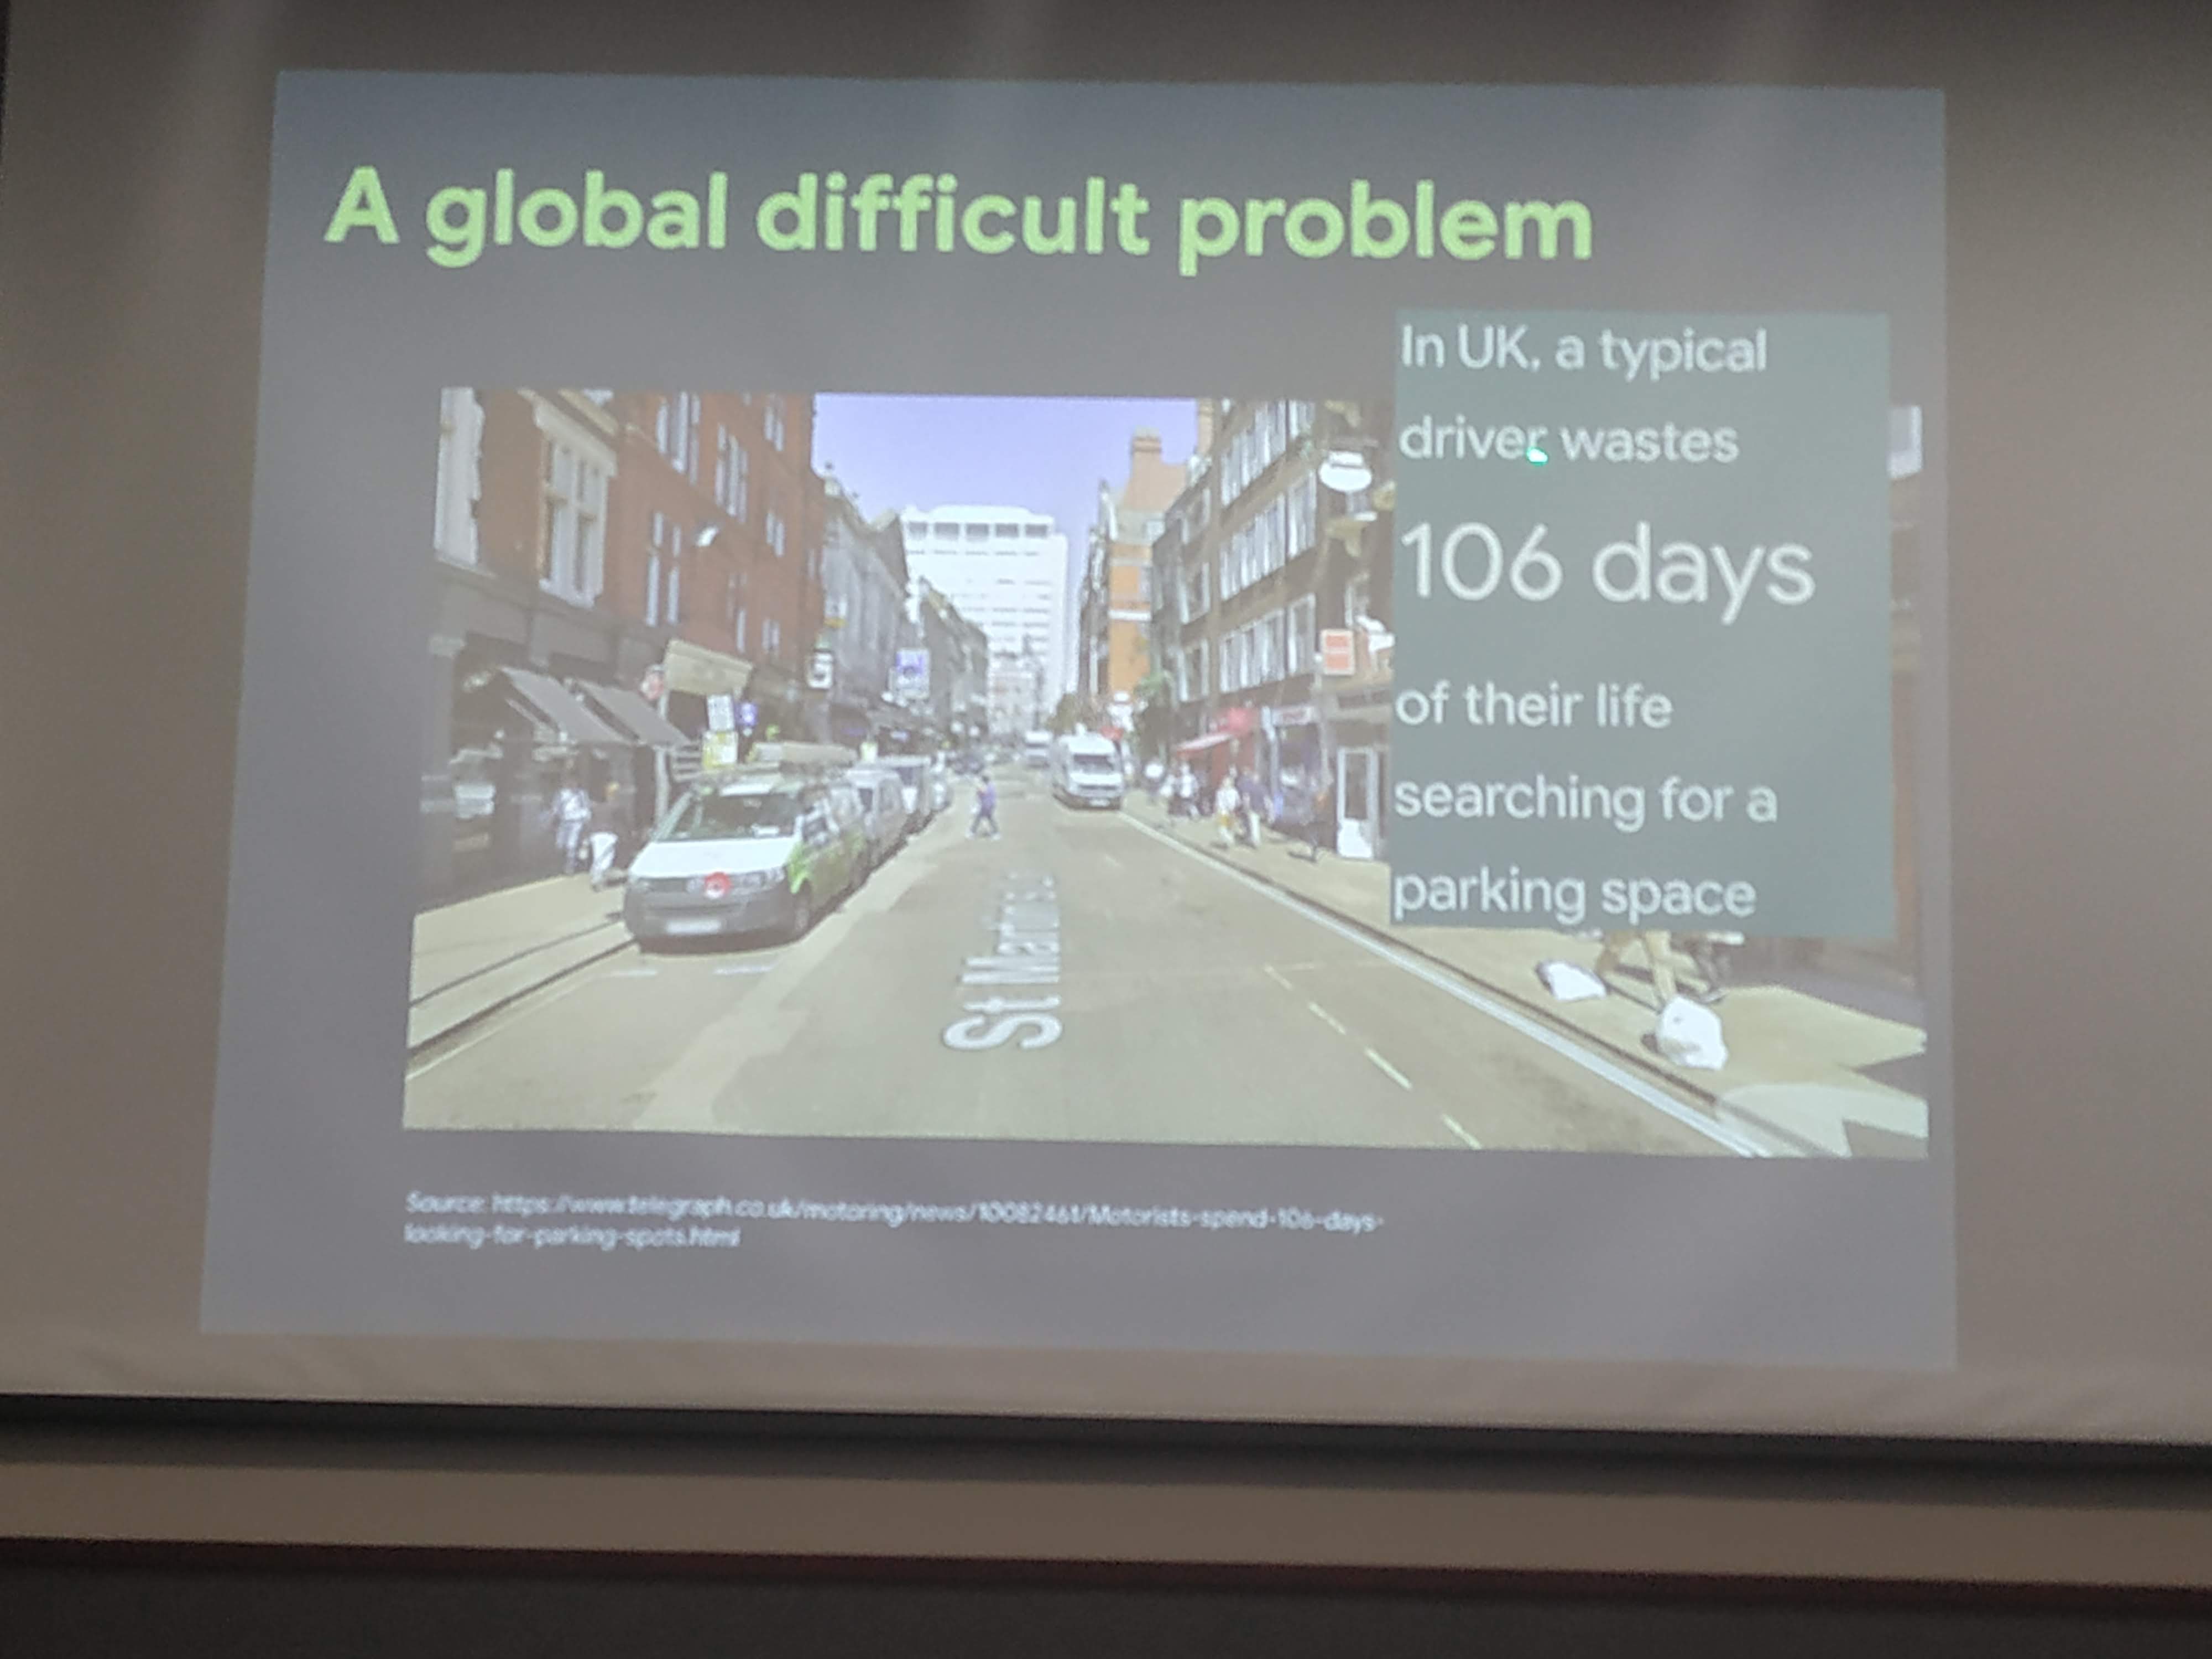 A global difficult problem
In UK, a typical
driver wastes
106 days
of their life
searching for a
parking space
St Martin's
Source: https://www.telegraph.co.uk/motoring/news/10082461/Motorists-spend-106-days-
looking-for-parking-spots.html